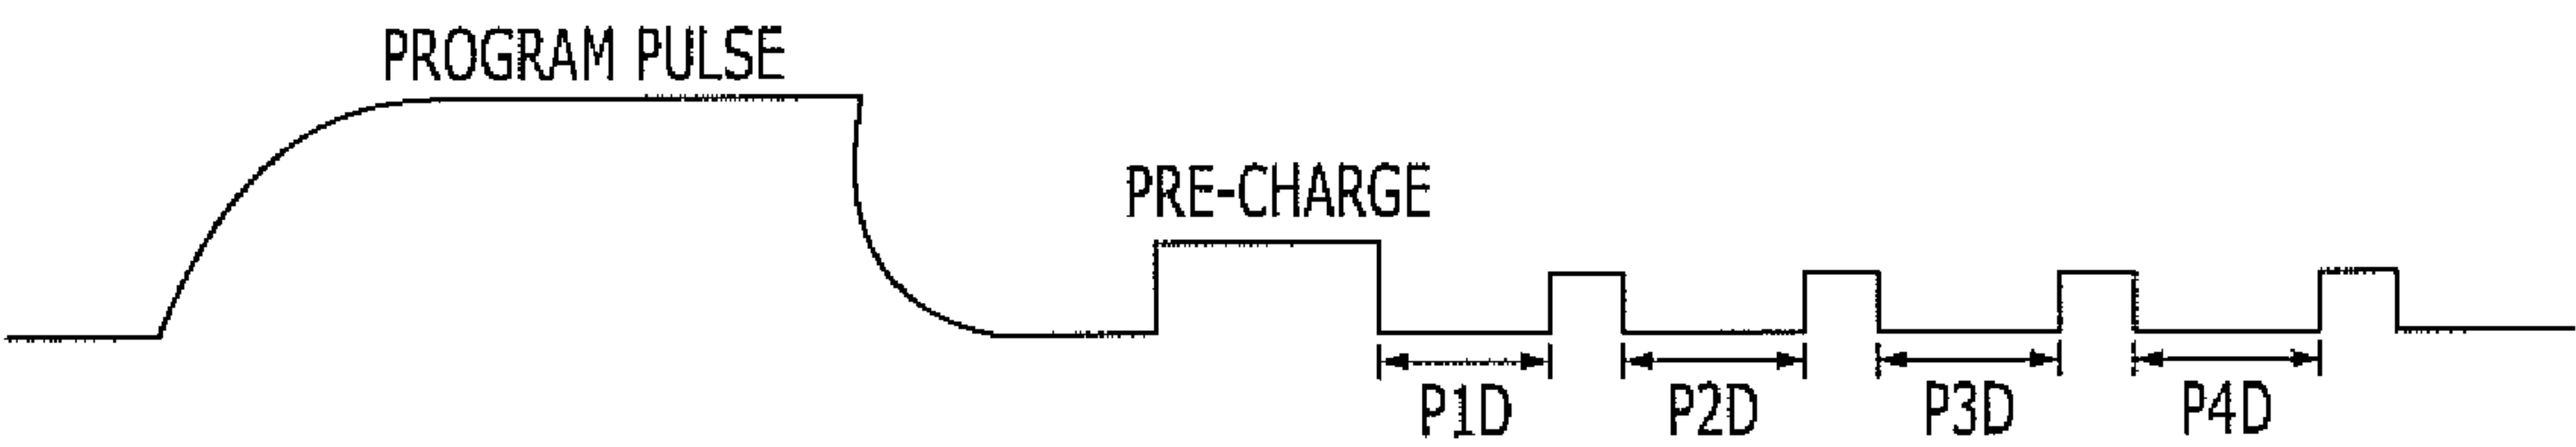 PROGRAM PULSE
PRE-CHARGE
P1D
P2D
P3D
P4D